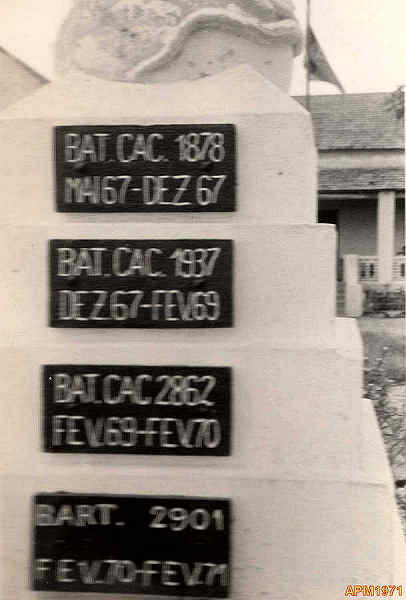 BAT. CAC. 1878
MAI 67-DEZ 67
BAT. CAC. 1937
DEZ. 67-FEV.69
BAT. CAC 2862
FEV.69-FEV.70
BART. 2901
FEV.70-FEV.71
APM1971